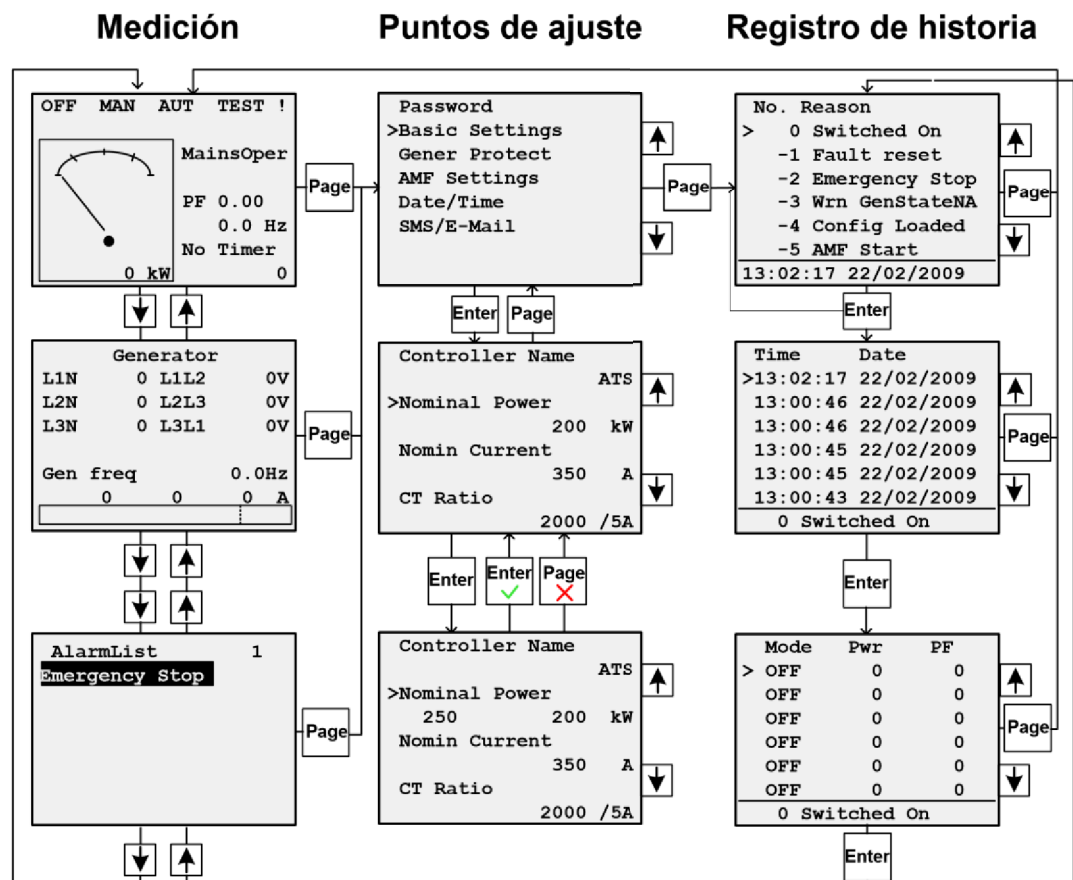 Medición
OFF MAN AUT TEST !
MainsOper
PF 0.00
0.0 Hz
No Timer
0 kW 0
Page
Generator
L1N 0 L1L2 0V
L2N 0 L2L3 0V
L3N 0 L3L1 0V
Gen freq 0.0Hz
0 0 0 A
Page
AlarmList 1
Emergency Stop
Page
Puntos de ajuste
Password
>Basic Settings
Gener Protect
AMF Settings
Date/Time
SMS/E-Mail
Page
Enter Page
Controller Name
ATS
>Nominal Power
200 kW
Nomin Current
350 A
CT Ratio
2000 /5A
Enter Enter Page
Controller Name
ATS
>Nominal Power
250 200 kW
Nomin Current
350 A
CT Ratio
2000 /5A
Registro de historia
No. Reason
> 0 Switched On
-1 Fault reset
-2 Emergency Stop
-3 Wrn GenStateNA
-4 Config Loaded
-5 AMF Start
13:02:17 22/02/2009
Page
Enter
Time Date
>13:02:17 22/02/2009
13:00:46 22/02/2009
13:00:46 22/02/2009
13:00:45 22/02/2009
13:00:45 22/02/2009
13:00:43 22/02/2009
0 Switched On
Page
Enter
Mode Pwr PF
> OFF 0 0
OFF 0 0
OFF 0 0
OFF 0 0
OFF 0 0
OFF 0 0
0 Switched On
Page
Enter